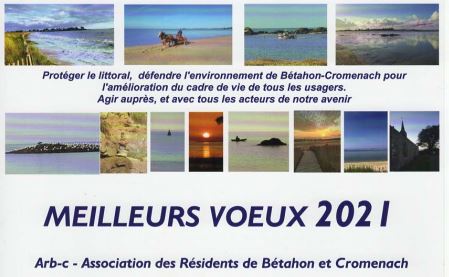 Protéger le littoral, défendre l'environnement de Bétahon-Cromenach pour
l'amélioration du cadre de vie de tous les usagers.
Agir auprès, et avec tous les acteurs de notre avenir
MEILLEURS VOEUX 2021
Arb-c - Association des Résidents de Bétahon et Cromenach